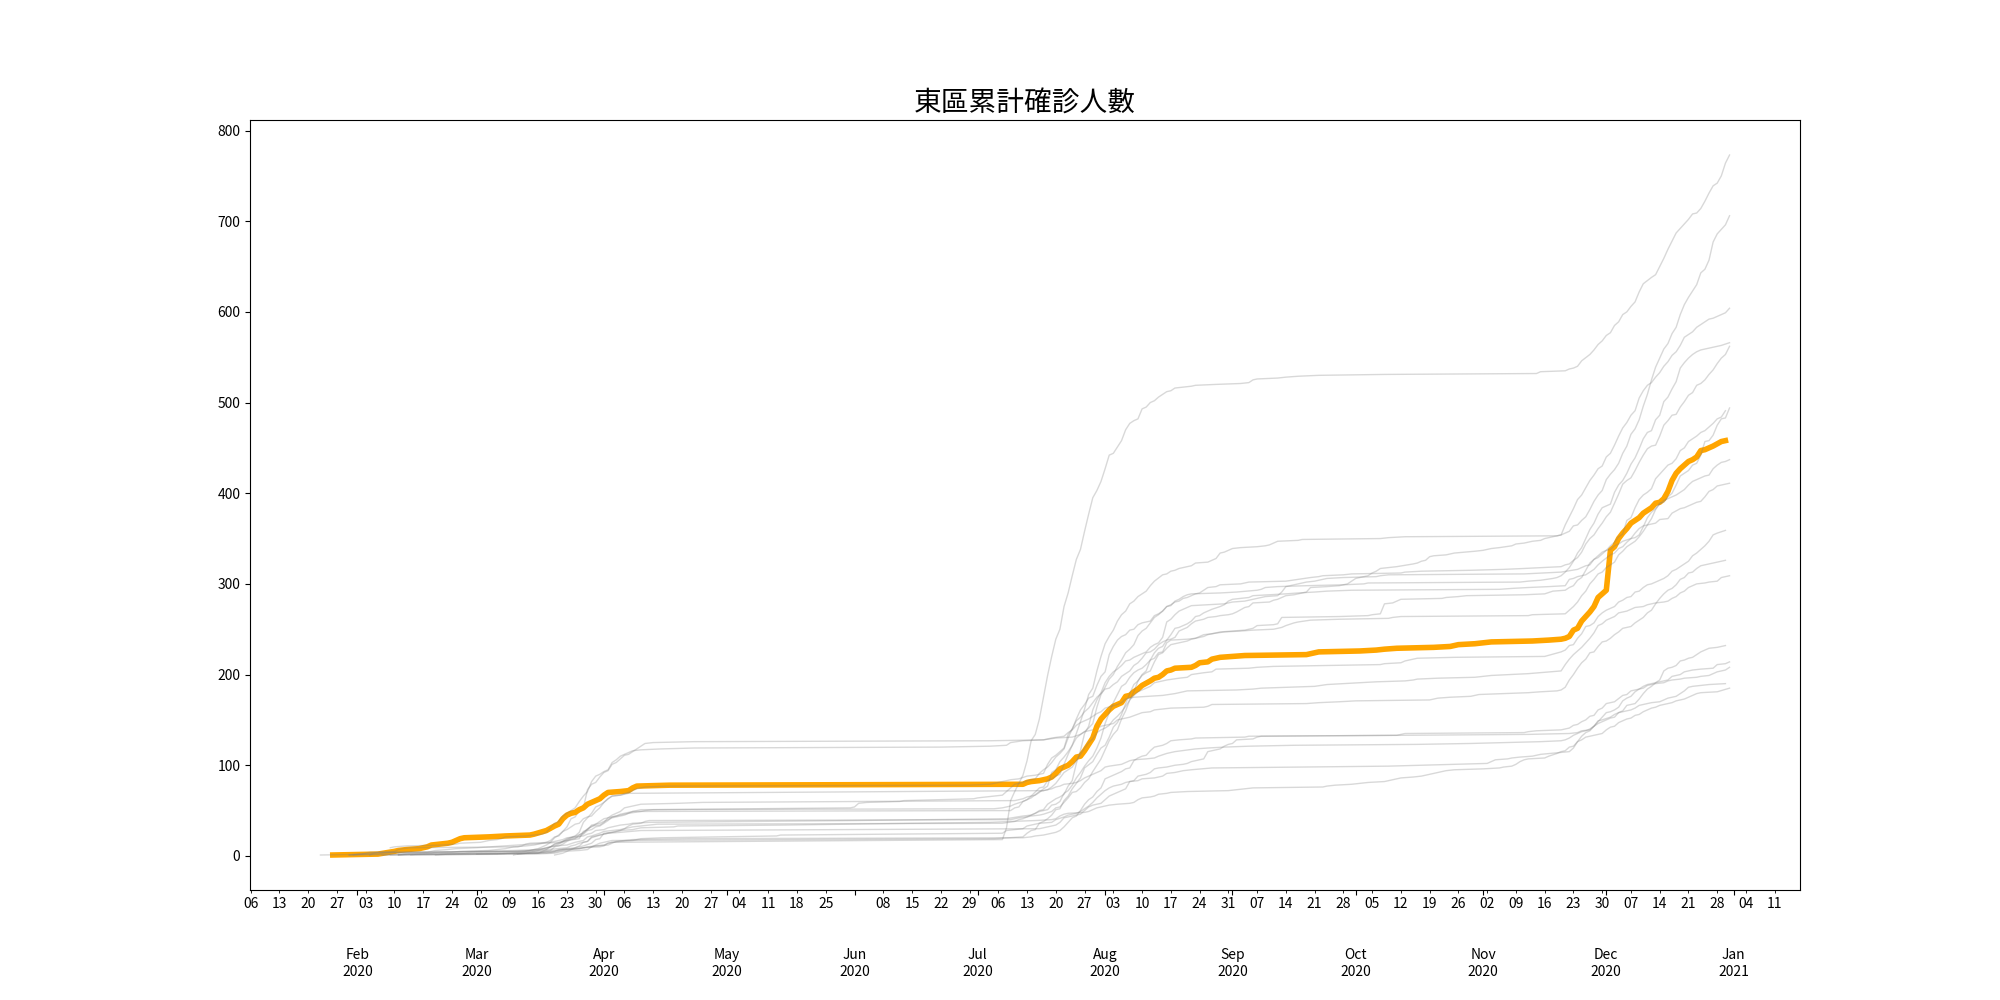 東區累計確診人數
800
700
600
500
400
300
200
100
0
06 13 20 27 03 10 17 24 02 09 16 23 30 06 13 20 27 04 11 18 25 08 15 22 29 06 13 20 27 03 10 17 24 31 07 14 21 28 05 12 19 26 02 09 16 23 30 07 14 21 28 04 11
Feb Mar Apr May Jun Jul Aug Sep Oct Nov Dec Jan
2020 2020 2020 2020 2020 2020 2020 2020 2020 2020 2020 2021